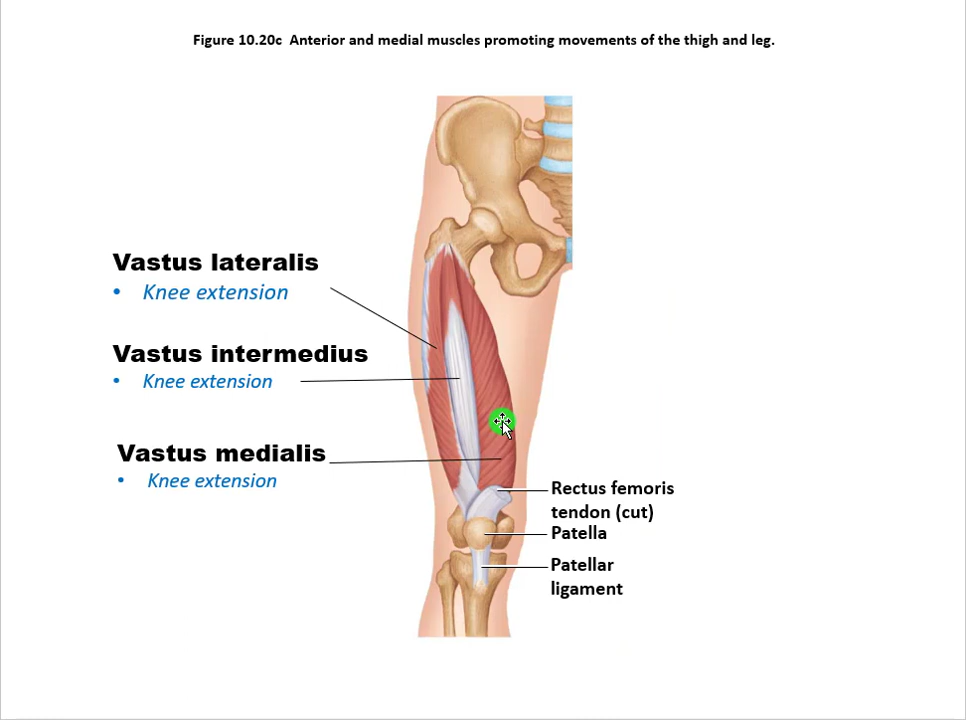 Figure 10.20c  Anterior and medial muscles promoting movements of the thigh and leg.
Vastus lateralis
• Knee extension
Vastus intermedius
• Knee extension
Vastus medialis
• Knee extension
Rectus femoris
tendon (cut)
Patella
Patellar
ligament